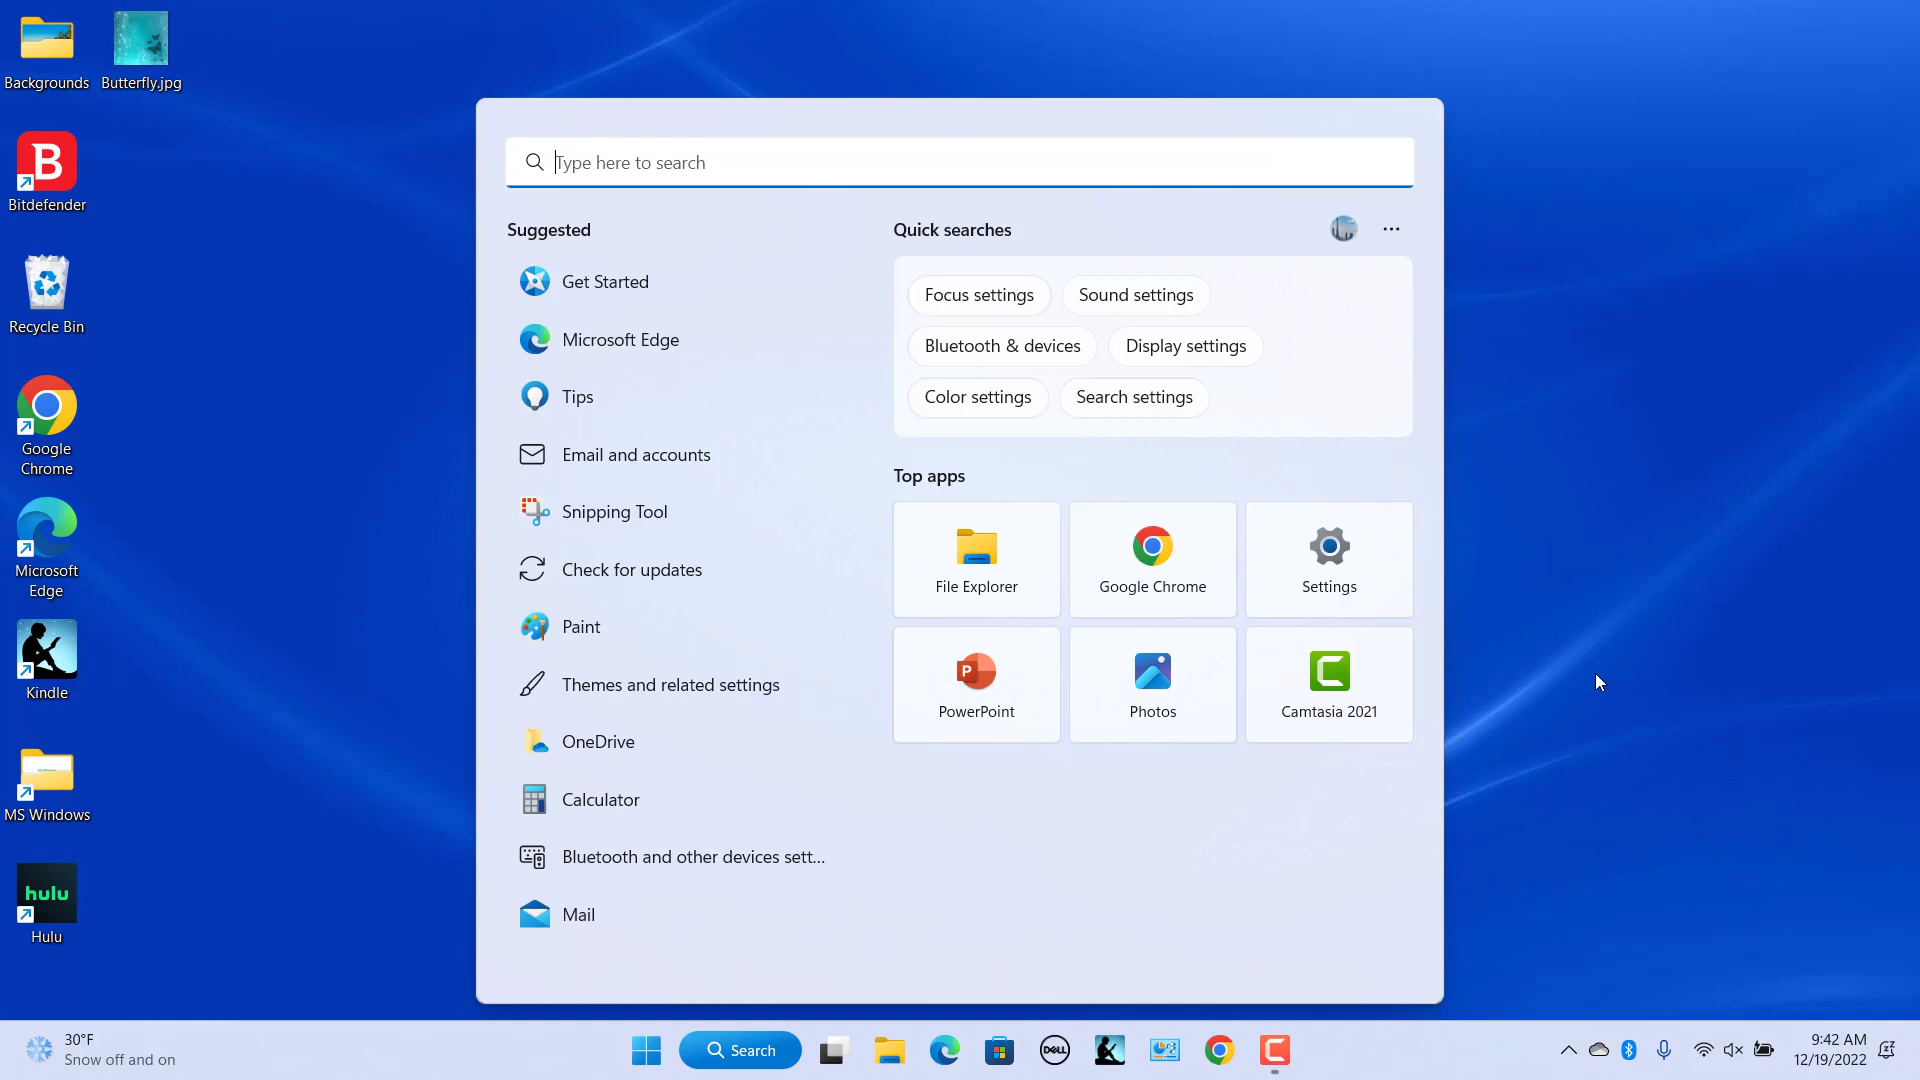 Backgrounds
Butterfly.jpg
B
Bitdefender
Recycle Bin
Google
Chrome
Microsoft
Edge
Kindle
MS Windows
hulu
Hulu
Type here to search
Suggested
Get Started
Microsoft Edge
Tips
Email and accounts
Snipping Tool
Check for updates
Paint
Themes and related settings
OneDrive
Calculator
Bluetooth and other devices sett...
Mail
Quick searches
Focus settings
Sound settings
Bluetooth & devices
Display settings
Color settings
Search settings
Top apps
File Explorer
Google Chrome
Settings
P
PowerPoint
Photos
C
Camtasia 2021
30°F
Snow off and on
Search
DELL
C
9:42 AM
12/19/2022